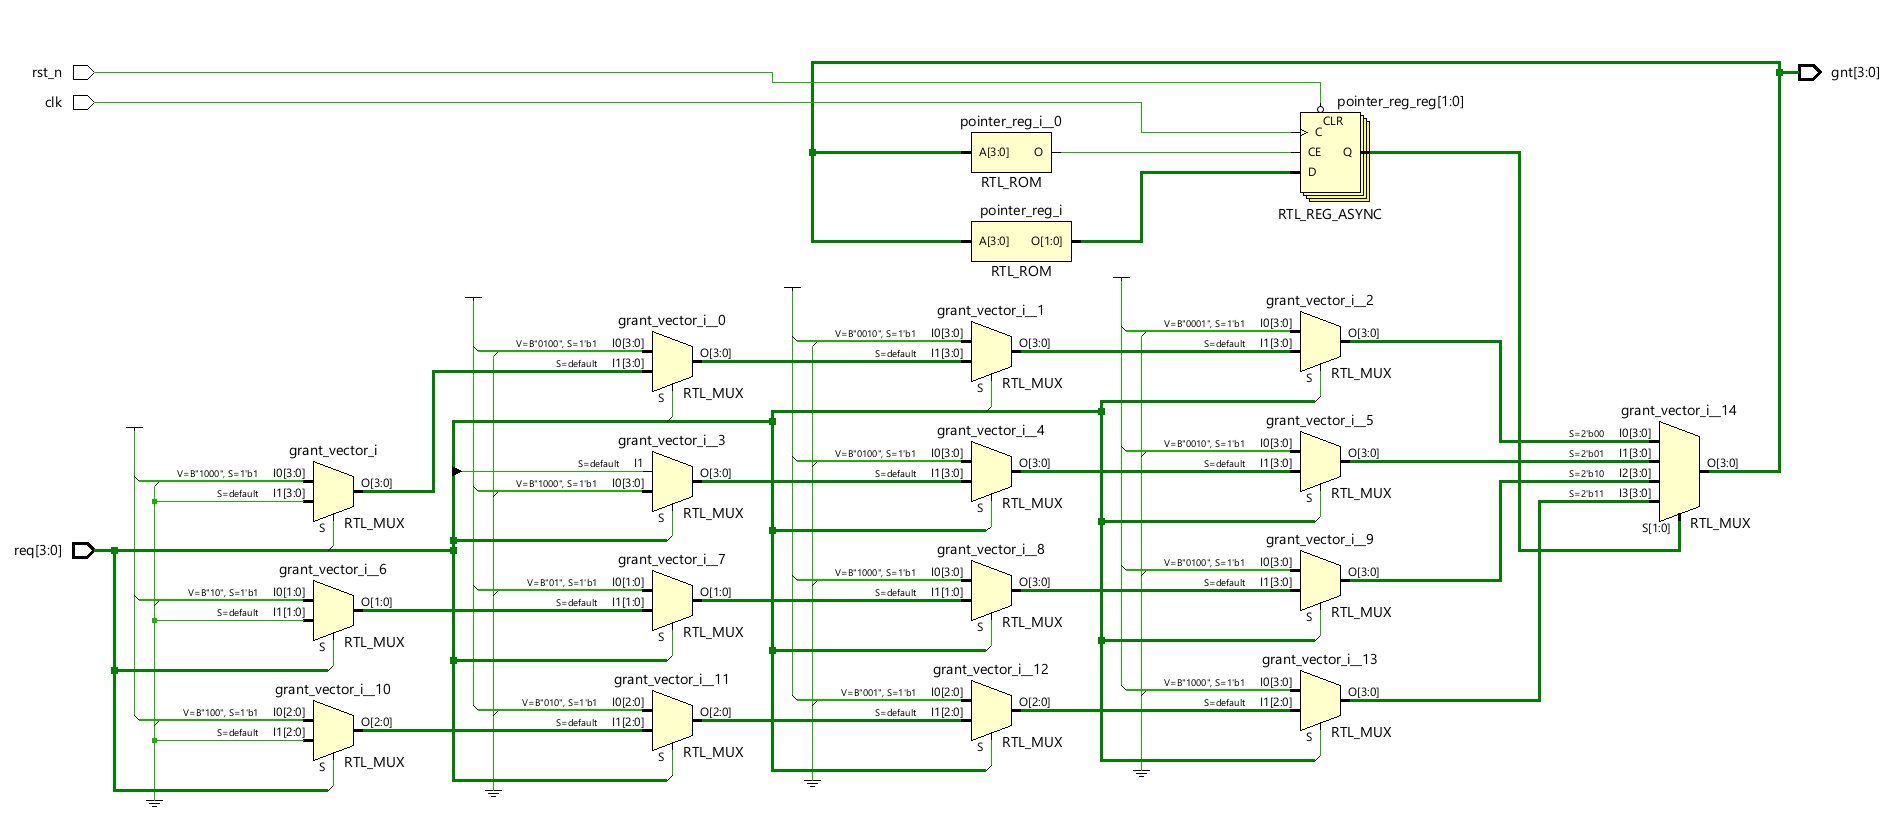 rst_n
gnt[3:0]
clk
pointer_reg_reg[1:0]
pointer_reg_i__0
CLR
C
A[3:0] O
CE Q
D
RTL_ROM
pointer_reg_i
RTL_REG_ASYNC
A[3:0] O[1:0]
RTL_ROM
grant_vector_i__2
grant_vector_i__1
grant_vector_i__0
V=B"0001", S=1'b1 I0[3:0]
O[3:0]
S=default I1[3:0]
V=B"0010", S=1'b1 I0[3:0]
O[3:0]
S=default I1[3:0]
V=B"0100", S=1'b1 I0[3:0]
O[3:0]
S=default I1[3:0]
S RTL_MUX
S RTL_MUX
S RTL_MUX
grant_vector_i__14
grant_vector_i__5
grant_vector_i__4
grant_vector_i__3
grant_vector_i
S=2'b00 I0[3:0]
S=2'b01 I1[3:0]
S=2'b10 I2[3:0]
S=2'b11 I3[3:0]
O[3:0]
S[1:0] RTL_MUX
V=B"0010", S=1'b1 I0[3:0]
O[3:0]
S=default I1[3:0]
S RTL_MUX
V=B"0100", S=1'b1 I0[3:0]
O[3:0]
S=default I1[3:0]
S RTL_MUX
S=default I1
O[3:0]
V=B"1000", S=1'b1 I0[3:0]
S RTL_MUX
V=B"1000", S=1'b1 I0[3:0]
O[3:0]
S=default I1[3:0]
S RTL_MUX
req[3:0]
grant_vector_i__6
grant_vector_i__7
grant_vector_i__8
grant_vector_i__9
V=B"10", S=1'b1 I0[1:0]
O[1:0]
S=default I1[1:0]
S RTL_MUX
V=B"01", S=1'b1 I0[1:0]
O[1:0]
S=default I1[1:0]
S RTL_MUX
V=B"1000", S=1'b1 I0[3:0]
O[3:0]
S=default I1[1:0]
S RTL_MUX
V=B"0100", S=1'b1 I0[3:0]
O[3:0]
S=default I1[3:0]
S RTL_MUX
grant_vector_i__10
grant_vector_i__11
grant_vector_i__12
grant_vector_i__13
V=B"100", S=1'b1 I0[2:0]
O[2:0]
S=default I1[2:0]
S RTL_MUX
V=B"010", S=1'b1 I0[2:0]
O[2:0]
S=default I1[2:0]
S RTL_MUX
V=B"001", S=1'b1 I0[2:0]
O[2:0]
S=default I1[2:0]
S RTL_MUX
V=B"1000", S=1'b1 I0[3:0]
O[3:0]
S=default I1[2:0]
S RTL_MUX